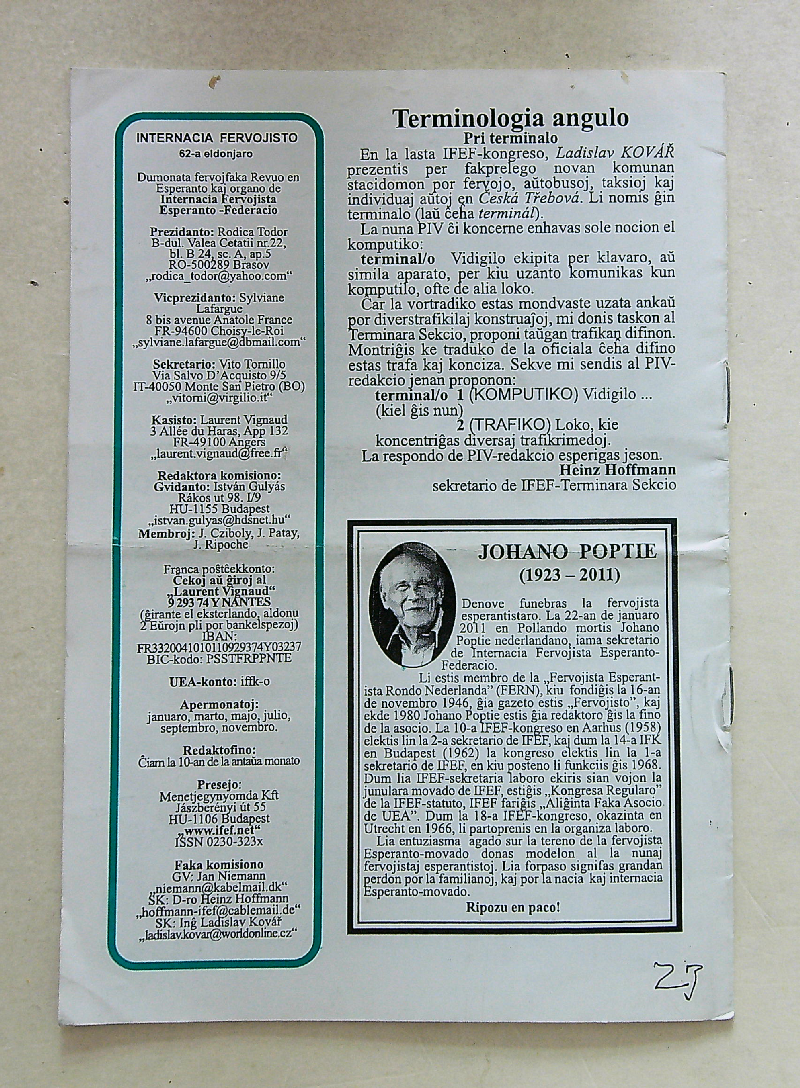 INTERNACIA FERVOJISTO
62-a eldonjaro
Dumonata fervojfaka Revuo en
Esperanto kaj organo de
Internacia Fervojista
Esperanto -Federacio
Prezidanto: Rodica Todor
B-dul. Valea Cetatii nr.22,
bl. B 24, sc. A, ap.5
RO-500289 Brasov
„rodica_todor@yahoo.com“
Vicprezidanto: Sylviane
Lafargue
8 bis avenue Anatole France
FR-94600 Choisy-le-Roi
„sylviane.lafargue@dbmail.com“
Sekretario: Vito Tornillo
Via Salvo D'Acquisto 9/5
IT-40050 Monte San Pietro (BO)
„vitorni@virgilio.it“
Kasisto: Laurent Vignaud
3 Allée du Haras, App 132
FR-49100 Angers
„laurent.vignaud@free.fr“
Redaktora komisiono:
Gvidanto: István Gulyás
Rákos ut 98. I/9
HU-1155 Budapest
„istvan.gulyas@hdsnet.hu“
Membroj: J. Cziboly, J. Patay,
J. Ripoche
Franca poŝtĉekkonto:
Cekoj aŭ ĝiroj al
„Laurent Vignaud“
9 293 74 Y NANTES
(ĝirante el eksterlando, aldonu
2 Eŭrojn pli por bankelspezoj)
IBAN:
FR3320041010110929374Y03237
BIC-kodo: PSSTFRPPNTE
UEA-konto: iffk-o
Apermonatoj:
januaro, marto, majo, julio,
septembro, novembro.
Redaktofino:
Ĉiam la 10-an de la antaŭa monato
Presejo:
Menetjegynyomda Kft
Jászberényi út 55
HU-1106 Budapest
„www.ifef.net“
ISSN 0230-323x
Faka komisiono
GV: Jan Niemann
„niemann@kabelmail.dk“
SK: D-ro Heinz Hoffmann
„hoffmann-ifef@cablemail.de“
SK: Ing Ladislav Kovář
„ladislav.kovar@worldonline.cz“
Terminologia angulo
Pri terminalo
En la lasta IFEF-kongreso, Ladislav KOVÁŘ
prezentis per fakprelego novan komunan
stacidomon por fervojo, aŭtobusoj, taksioj kaj
individuaj aŭtoj en Česká Třebová. Li nomis ĝin
terminalo (laŭ ĉeha terminál).
La nuna PIV ĉi koncerne enhavas sole nocion el
komputiko:
terminal/o Vidigilo ekipita per klavaro, aŭ
simila aparato, per kiu uzanto komunikas kun
komputilo, ofte de alia loko.
Ĉar la vortradiko estas mondvaste uzata ankaŭ
por diverstrafikilaj konstruajoj, mi donis taskon al
Terminara Sekcio, proponi taŭgan trafikan difinon.
Montriĝis ke traduko de la oficiala ĉeha difino
estas trafa kaj konciza. Sekve mi sendis al PIV-
redakcio jenan proponon:
terminal/o 1 (KOMPUTIKO) Vidigilo ...
(kiel ĝis nun)
2 (TRAFIKO) Loko, kie
koncentriĝas diversaj trafikrimedoj.
La respondo de PIV-redakcio esperigas jeson.
Heinz Hoffmann
sekretario de IFEF-Terminara Sekcio
JOHANO POPTIE
(1923 – 2011)
Denove funebras la fervojista
esperantistaro. La 22-an de januaro
2011 en Pollando mortis Johano
Poptie nederlandano, iama sekretario
de Internacia Fervojista Esperanto-
Federacio.
Li estis membro de la „Fervojista Esperant-
ista Rondo Nederlanda” (FERN), kiu fondiĝis la 16-an
de novembro 1946, ĝia gazeto estis „Fervojisto”, kaj
ekde 1980 Johano Poptie estis ĝia redaktoro ĝis la fino
de la asocio. La 10-a IFEF-kongreso en Aarhus (1958)
elektis lin la 2-a sekretario de IFEF, kaj dum la 14-a IFK
en Budapest (1962) la kongreso elektis lin la 1-a
sekretario de IFEF, en kiu posteno li funkciis ĝis 1968.
Dum lia IFEF-sekretaria laboro ekiris sian vojon la
junulara movado de IFEF, estiĝis „Kongresa Regularo”
de la IFEF-statuto, IFEF fariĝis „Aliĝinta Faka Asocio
de UEA”. Dum la 18-a IFEF-kongreso, okazinta en
Utrecht en 1966, li partoprenis en la organiza laboro.
Lia entuziasma agado sur la tereno de la fervojista
Esperanto-movado donas modelon al la nunaj
fervojistaj esperantistoj. Lia forpaso signifas grandan
perdon por la familianoj, kaj por la nacia kaj internacia
Esperanto-movado.
Ripozu en paco!